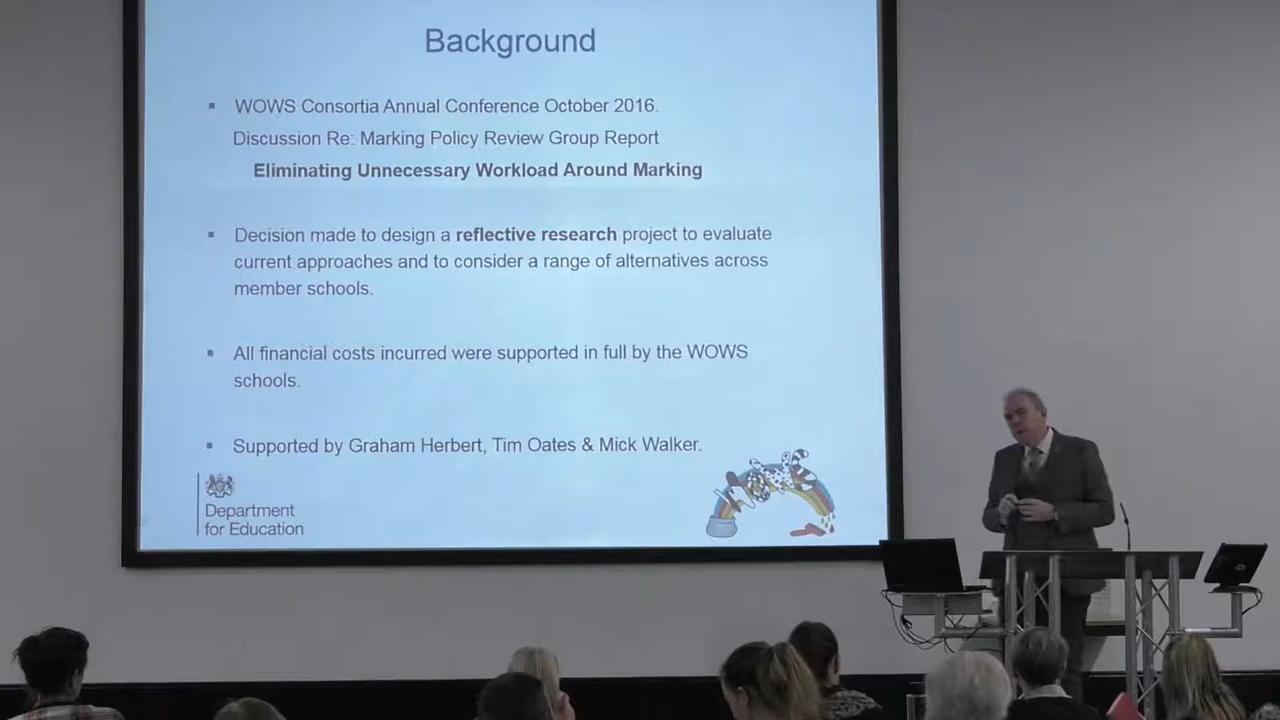 Background
WOWS Consortia Annual Conference October 2016.
Discussion Re: Marking Policy Review Group Report
Eliminating Unnecessary Workload Around Marking
Decision made to design a reflective research project to evaluate
current approaches and to consider a range of alternatives across
member schools.
All financial costs incurred were supported in full by the WOWS
schools.
Supported by Graham Herbert, Tim Oates & Mick Walker.
Department
for Education